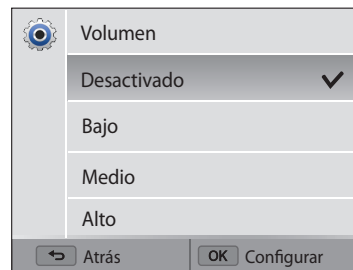 Volumen
Desactivado
Bajo
Medio
Alto
Atrás OK Configurar